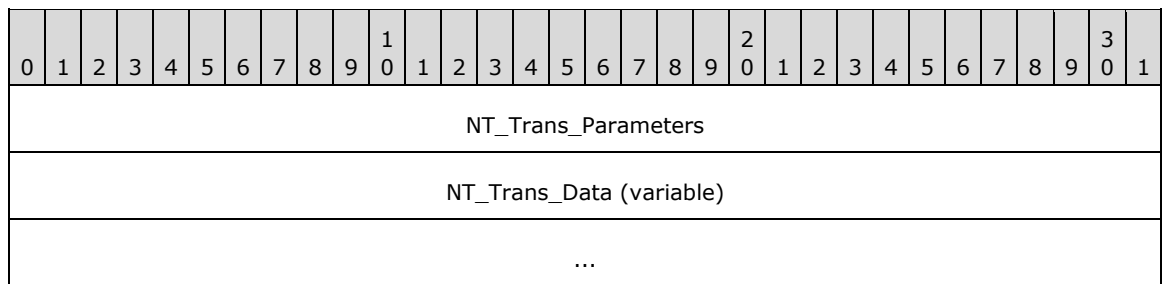 1 2 3
0 1 2 3 4 5 6 7 8 9 0 1 2 3 4 5 6 7 8 9 0 1 2 3 4 5 6 7 8 9 0 1
NT_Trans_Parameters
NT_Trans_Data (variable)
...